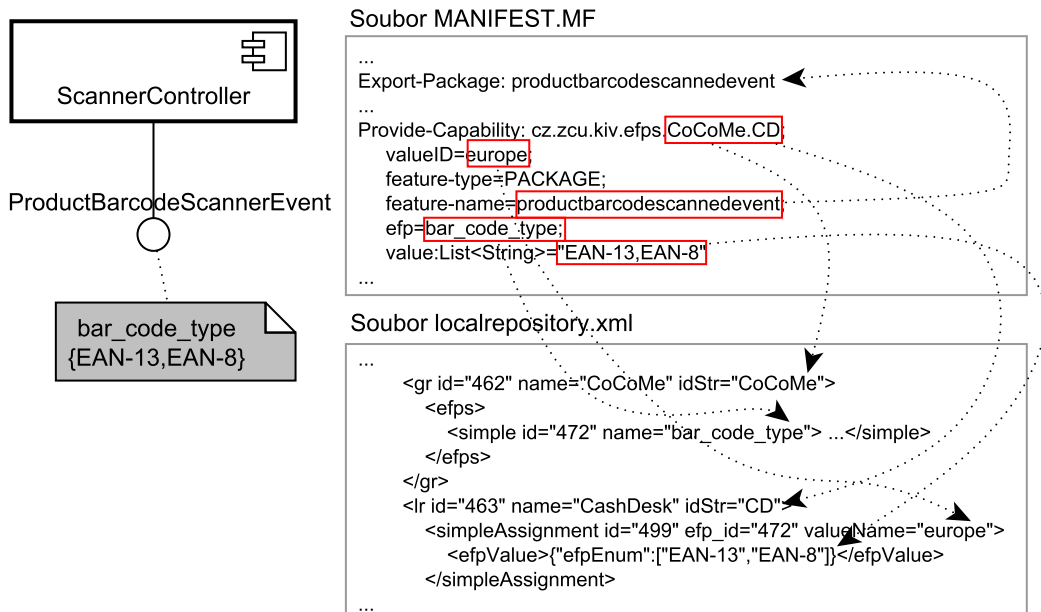 ScannerController
ProductBarcodeScannerEvent
bar_code_type
{EAN-13,EAN-8}
Soubor MANIFEST.MF
...
Export-Package: productbarcodescannedevent
...
Provide-Capability: cz.zcu.kiv.efps.CoCoMe.CD;
valueID=europe;
feature-type=PACKAGE;
feature-name=productbarcodescannedevent;
efp=bar_code_type;
value:List<String>="EAN-13,EAN-8"
...
Soubor localrepository.xml
...
<gr id="462" name="CoCoMe" idStr="CoCoMe">
<efps>
<simple id="472" name="bar_code_type"> ...</simple>
</efps>
</gr>
<lr id="463" name="CashDesk" idStr="CD">
<simpleAssignment id="499" efp_id="472" valueName="europe">
<efpValue>{"efpEnum":["EAN-13","EAN-8"]}</efpValue>
</simpleAssignment>
...